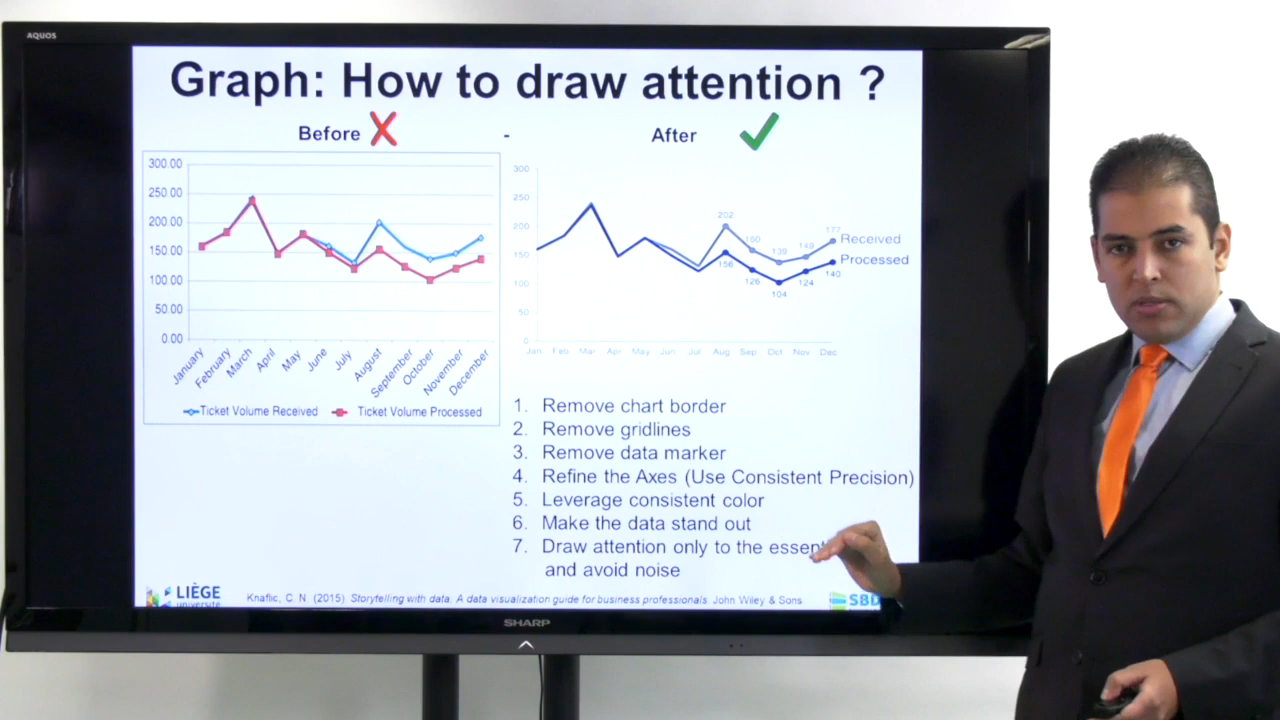 AQUOS
Graph: How to draw attention ?
Before - After
300.00
250.00
200.00
150.00
100.00
50.00
0.00
January February March April May June July August September October November December
Ticket Volume Received Ticket Volume Processed
300
250
200
150
100
50
0
202
160
139
149
177
156
126
104
124
140
Received
Processed
Jan Feb Mar Apr May Jun Jul Aug Sep Oct Nov Dec
1. Remove chart border
2. Remove gridlines
3. Remove data marker
4. Refine the Axes (Use Consistent Precision)
5. Leverage consistent color
6. Make the data stand out
7. Draw attention only to the
and avoid noise
LIÈGE
université
Knaflic, C. N. (2015) Storytelling with data. A data visualization guide for business professionals. John Wiley & Sons
SBD
SHARP